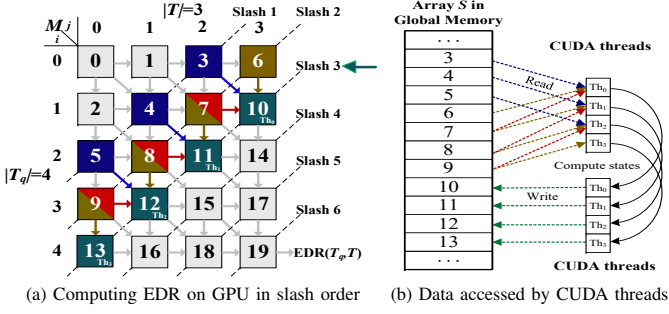 |T|=3
Slash 1
Slash 2
M i j
0 1 2 3
0 0 1 3 6
Slash 3
1 2 4 7 10 Th₀
Slash 4
2 5 8 11 Th₁ 14
Slash 5
|T_q|=4
3 9 12 Th₂ 15 17
Slash 6
4 13 Th₃ 16 18 19 EDR(T_q,T)
(a) Computing EDR on GPU in slash order
Array S in
Global Memory
. . .
3
4
5
6
7
8
9
10
11
12
13
. . .
CUDA threads
Read
Th₀
Th₁
Th₂
Th₃
Compute states
Write
Th₀
Th₁
Th₂
Th₃
CUDA threads
(b) Data accessed by CUDA threads